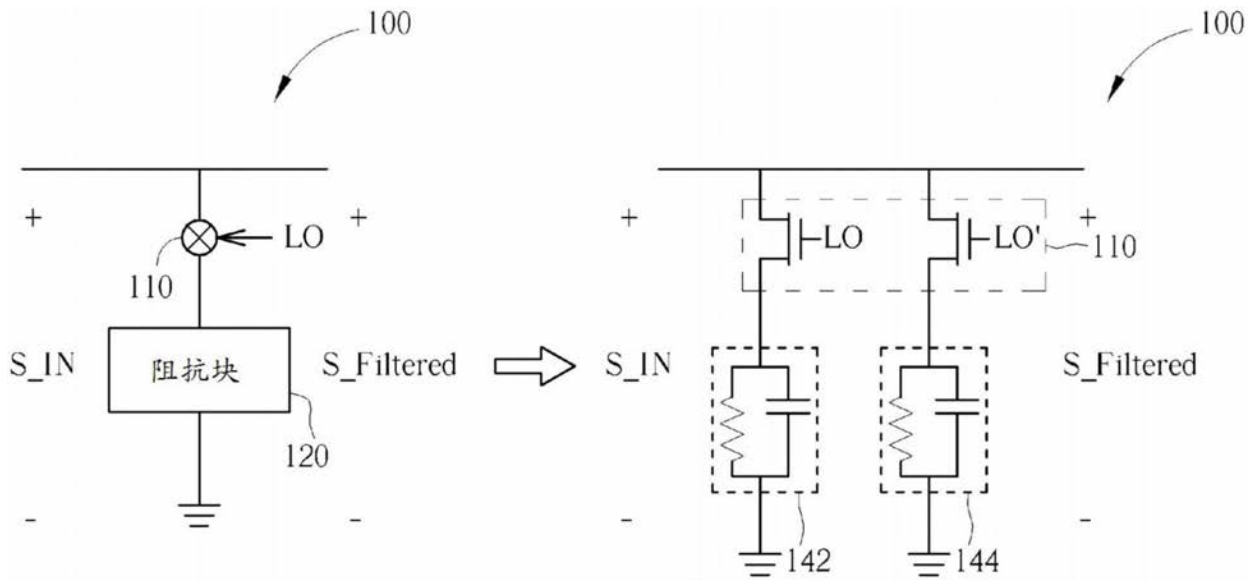 100
100
+
+
+
+
LO
LO
LO'
110
110
S_IN
阻抗块
S_Filtered
S_IN
S_Filtered
120
-
-
-
-
142
144